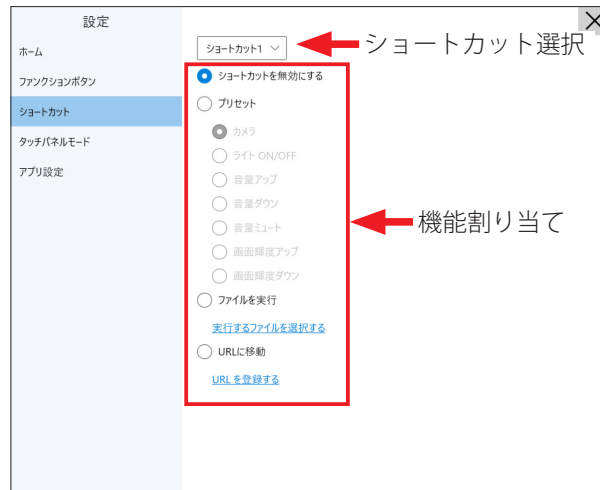 設定
ホーム
ファンクションボタン
ショートカット
タッチパネルモード
アプリ設定
ショートカット1
ショートカット選択
ショートカットを無効にする
プリセット
カメラ
ライト ON/OFF
音量アップ
音量ダウン
音量ミュート
画面輝度アップ
画面輝度ダウン
機能割り当て
ファイルを実行
実行するファイルを選択する
URLに移動
URL を登録する